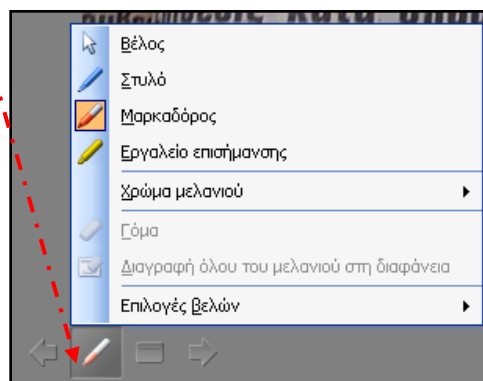 Βέλος
Στυλό
Μαρκαδόρος
Εργαλείο επισήμανσης
Χρώμα μελανιού
Γόμα
Διαγραφή όλου του μελανιού στη διαφάνεια
Επιλογές βελών